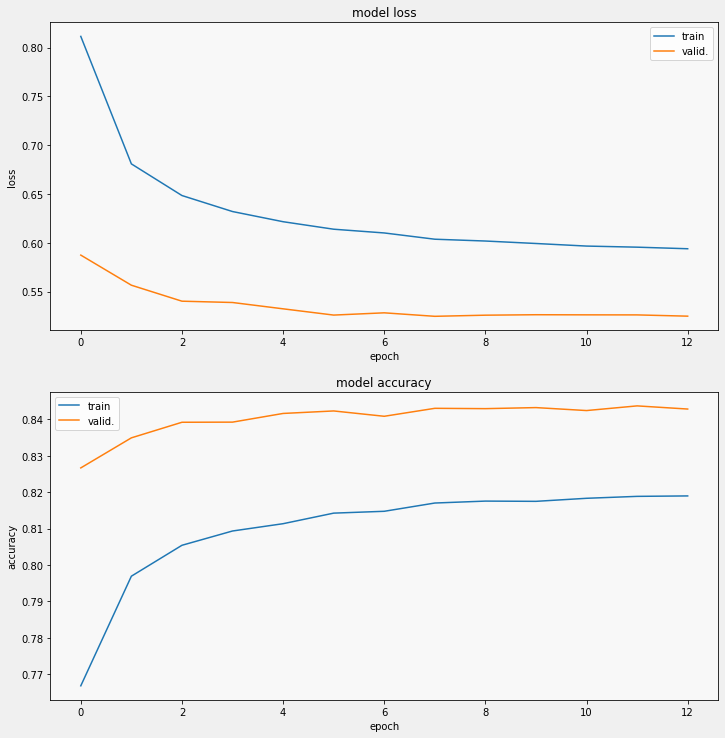 model loss
0.80
0.75
0.70
0.65
0.60
0.55
loss
train
valid.
0 2 4 6 8 10 12
epoch
model accuracy
0.84
0.83
0.82
0.81
0.80
0.79
0.78
0.77
accuracy
train
valid.
0 2 4 6 8 10 12
epoch